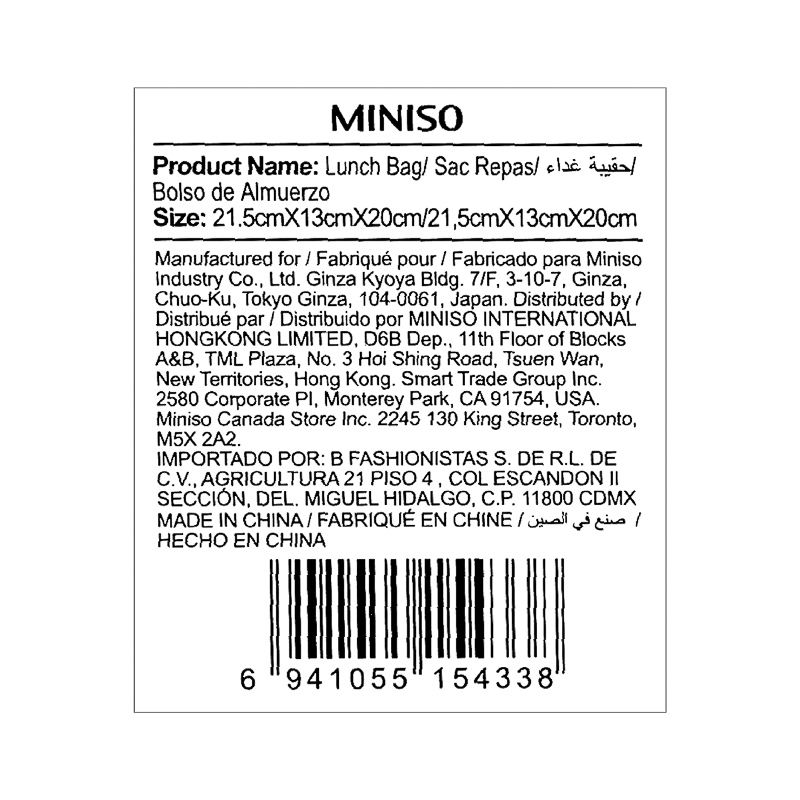 MINISO
Product Name: Lunch Bag/ Sac Repas/ حقيبة غداء/
Bolso de Almuerzo
Size: 21.5cmX13cmX20cm/21,5cmX13cmX20cm
Manufactured for / Fabriqué pour / Fabricado para Miniso
Industry Co., Ltd. Ginza Kyoya Bldg. 7/F, 3-10-7, Ginza,
Chuo-Ku, Tokyo Ginza, 104-0061, Japan. Distributed by /
Distribué par / Distribuido por MINISO INTERNATIONAL
HONGKONG LIMITED, D6B Dep., 11th Floor of Blocks
A&B, TML Plaza, No. 3 Hoi Shing Road, Tsuen Wan,
New Territories, Hong Kong. Smart Trade Group Inc.
2580 Corporate Pl, Monterey Park, CA 91754, USA.
Miniso Canada Store Inc. 2245 130 King Street, Toronto,
M5X 2A2.
IMPORTADO POR: B FASHIONISTAS S. DE R.L. DE
C.V., AGRICULTURA 21 PISO 4 , COL ESCANDON II
SECCIÓN, DEL. MIGUEL HIDALGO, C.P. 11800 CDMX
MADE IN CHINA / FABRIQUÉ EN CHINE / صنع في الصين /
HECHO EN CHINA
6 941055 154338